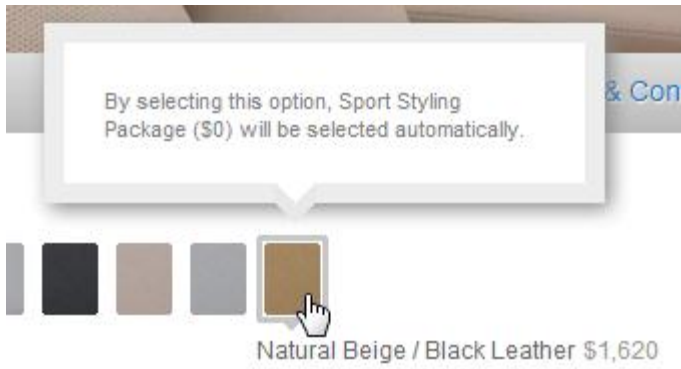 & Con
By selecting this option, Sport Styling
Package ($0) will be selected automatically.
Natural Beige / Black Leather $1,620